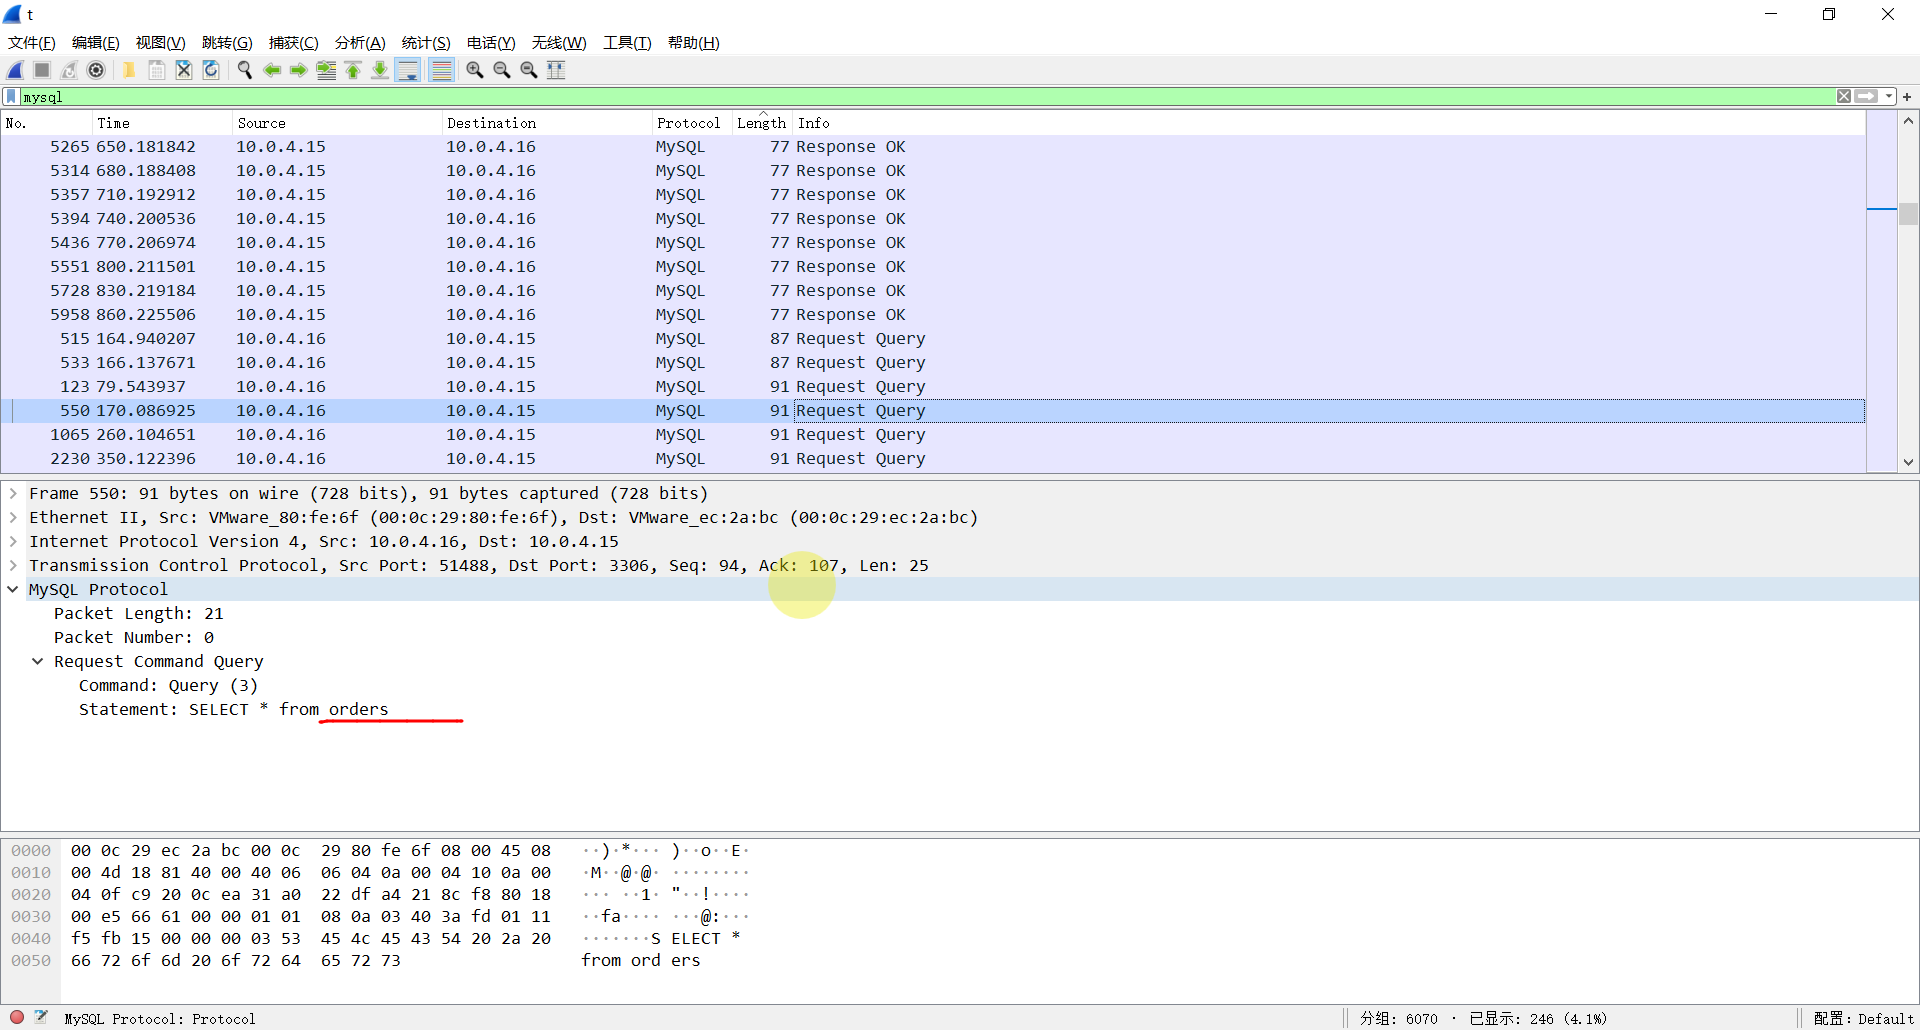 t
文件(F) 编辑(E) 视图(V) 跳转(G) 捕获(C) 分析(A) 统计(S) 电话(Y) 无线(W) 工具(T) 帮助(H)
mysql
No. Time Source Destination Protocol Length Info
5265 650.181842 10.0.4.15 10.0.4.16 MySQL 77 Response OK
5314 680.188408 10.0.4.15 10.0.4.16 MySQL 77 Response OK
5357 710.192912 10.0.4.15 10.0.4.16 MySQL 77 Response OK
5394 740.200536 10.0.4.15 10.0.4.16 MySQL 77 Response OK
5436 770.206974 10.0.4.15 10.0.4.16 MySQL 77 Response OK
5551 800.211501 10.0.4.15 10.0.4.16 MySQL 77 Response OK
5728 830.219184 10.0.4.15 10.0.4.16 MySQL 77 Response OK
5958 860.225506 10.0.4.15 10.0.4.16 MySQL 77 Response OK
515 164.940207 10.0.4.16 10.0.4.15 MySQL 87 Request Query
533 166.137671 10.0.4.16 10.0.4.15 MySQL 87 Request Query
123 79.543937 10.0.4.16 10.0.4.15 MySQL 91 Request Query
550 170.086925 10.0.4.16 10.0.4.15 MySQL 91 Request Query
1065 260.104651 10.0.4.16 10.0.4.15 MySQL 91 Request Query
2230 350.122396 10.0.4.16 10.0.4.15 MySQL 91 Request Query
Frame 550: 91 bytes on wire (728 bits), 91 bytes captured (728 bits)
Ethernet II, Src: VMware_80:fe:6f (00:0c:29:80:fe:6f), Dst: VMware_ec:2a:bc (00:0c:29:ec:2a:bc)
Internet Protocol Version 4, Src: 10.0.4.16, Dst: 10.0.4.15
Transmission Control Protocol, Src Port: 51488, Dst Port: 3306, Seq: 94, Ack: 107, Len: 25
MySQL Protocol
Packet Length: 21
Packet Number: 0
Request Command Query
Command: Query (3)
Statement: SELECT * from orders
0000 00 0c 29 ec 2a bc 00 0c 29 80 fe 6f 08 00 45 08 ··)·*··· )··o··E·
0010 00 4d 18 81 40 00 40 06 06 04 0a 00 04 10 0a 00 ·M··@·@· ········
0020 04 0f c9 20 0c ea 31 a0 22 df a4 21 8c f8 80 18 ··· ··1· "··!····
0030 00 e5 66 61 00 00 01 01 08 0a 03 40 3a fd 01 11 ··fa···· ···@:···
0040 f5 fb 15 00 00 00 03 53 45 4c 45 43 54 20 2a 20 ·······S ELECT *
0050 66 72 6f 6d 20 6f 72 64 65 72 73 from ord ers
MySQL Protocol: Protocol 分组: 6070 · 已显示: 246 (4.1%) 配置: Default